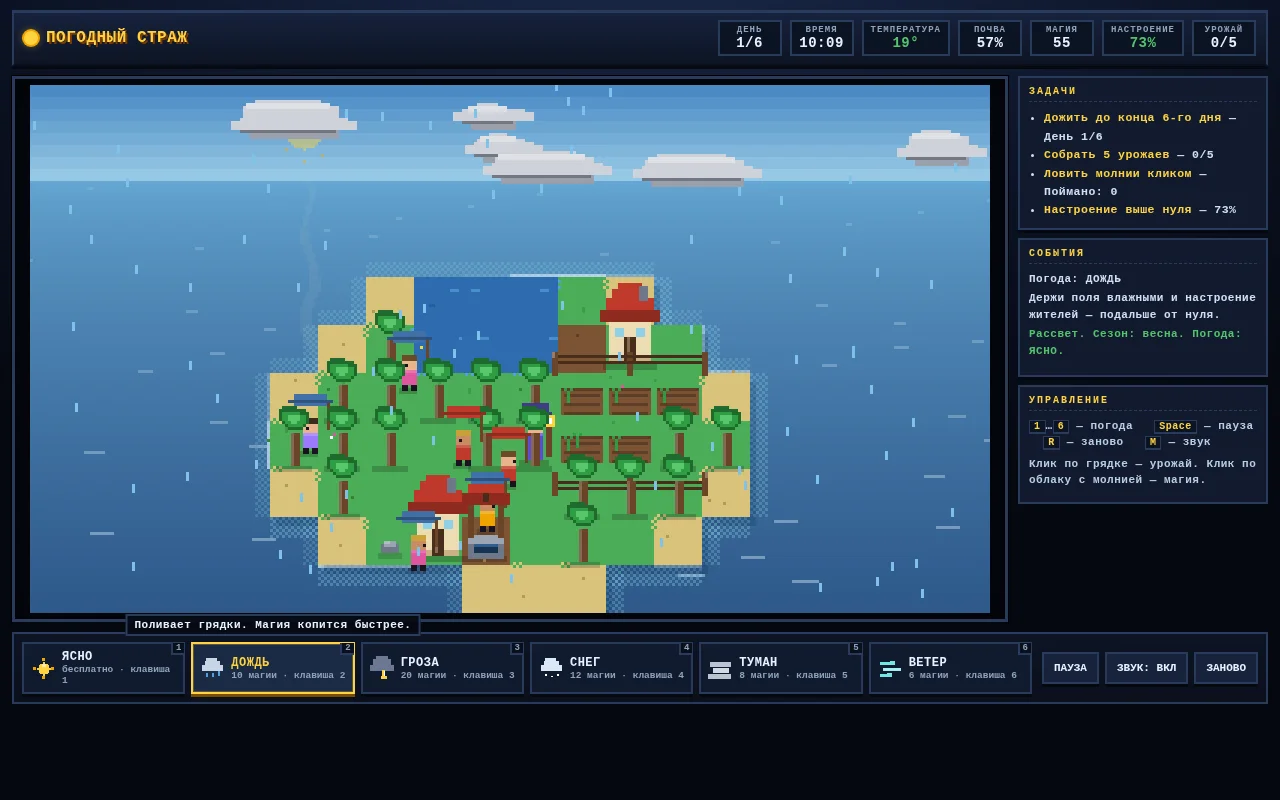 ПОГОДНЫЙ СТРАЖ
ДЕНЬ
1/6
ВРЕМЯ
10:09
ТЕМПЕРАТУРА
19°
ПОЧВА
57%
МАГИЯ
55
НАСТРОЕНИЕ
73%
УРОЖАЙ
0/5
ЗАДАЧИ
• Дожить до конца 6-го дня —
День 1/6
• Собрать 5 урожаев — 0/5
• Ловить молнии кликом —
Поймано: 0
• Настроение выше нуля — 73%
СОБЫТИЯ
Погода: ДОЖДЬ
Держи поля влажными и настроение
жителей — подальше от нуля.
Рассвет. Сезон: весна. Погода:
ЯСНО.
УПРАВЛЕНИЕ
1…6 — погода Space — пауза
R — заново M — звук
Клик по грядке — урожай. Клик по
облаку с молнией — магия.
Поливает грядки. Магия копится быстрее.
ЯСНО
бесплатно · клавиша
1
1
ДОЖДЬ
10 магии · клавиша 2
2
ГРОЗА
20 магии · клавиша 3
3
СНЕГ
12 магии · клавиша 4
4
ТУМАН
8 магии · клавиша 5
5
ВЕТЕР
6 магии · клавиша 6
6
ПАУЗА
ЗВУК: ВКЛ
ЗАНОВО